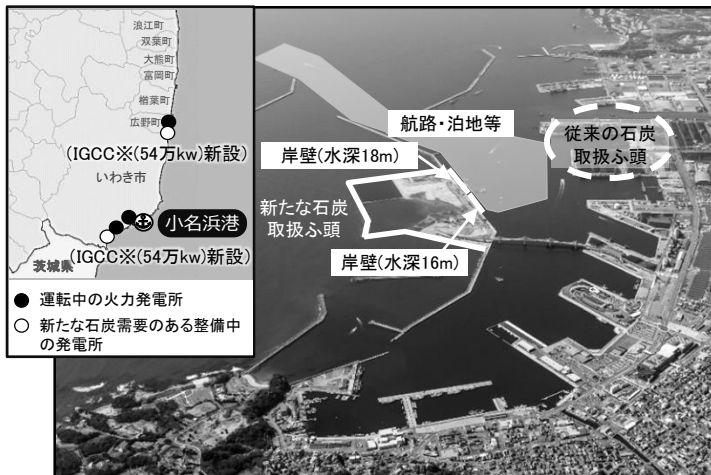 浪江町
双葉町
大熊町
富岡町
楢葉町
広野町
(IGCC※(54万kw)新設)
いわき市
小名浜港
(IGCC※(54万kw)新設)
茨城県
● 運転中の火力発電所
○ 新たな石炭需要のある整備中
の発電所
航路・泊地等
従来の石炭
取扱ふ頭
岸壁(水深18m)
新たな石炭
取扱ふ頭
岸壁(水深16m)